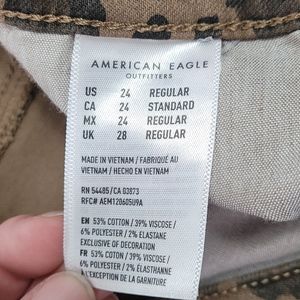 AMERICAN EAGLE
OUTFITTERS
US 24 REGULAR
CA 24 STANDARD
MX 24 REGULAR
UK 28 REGULAR
MADE IN VIETNAM / FABRIQUÉ AU
VIETNAM / HECHO EN VIETNAM
RN 54485/CA 03873
RFC# AEM120605U9A
EN 53% COTTON / 39% VISCOSE /
6% POLYESTER / 2% ELASTANE
EXCLUSIVE OF DECORATION
FR 53% COTON / 39% VISCOSE /
6% POLYESTER / 2% ÉLASTHANNE
À L'EXCEPTION DE LA GARNITURE